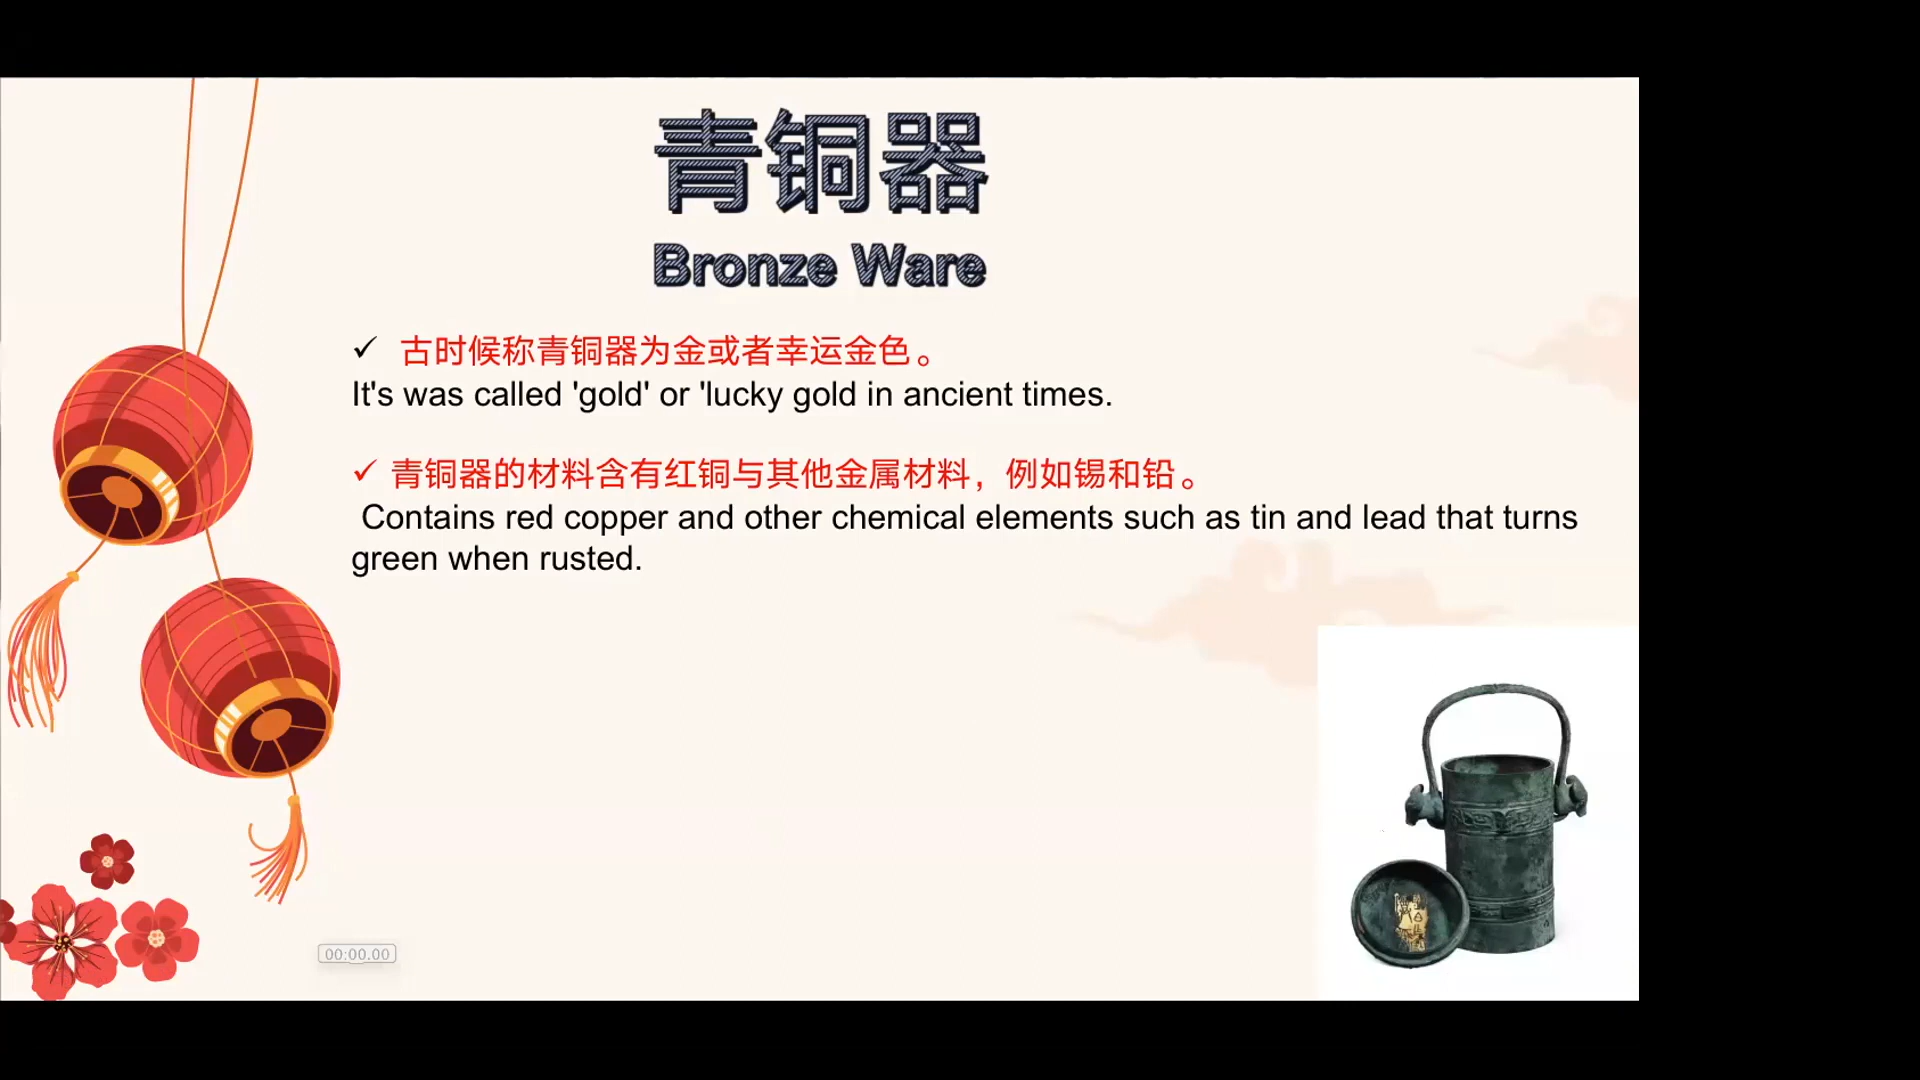 青铜器
Bronze Ware
✓ 古时候称青铜器为金或者幸运金色。
It's was called 'gold' or 'lucky gold in ancient times.
✓ 青铜器的材料含有红铜与其他金属材料，例如锡和铅。
Contains red copper and other chemical elements such as tin and lead that turns
green when rusted.
00:00.00